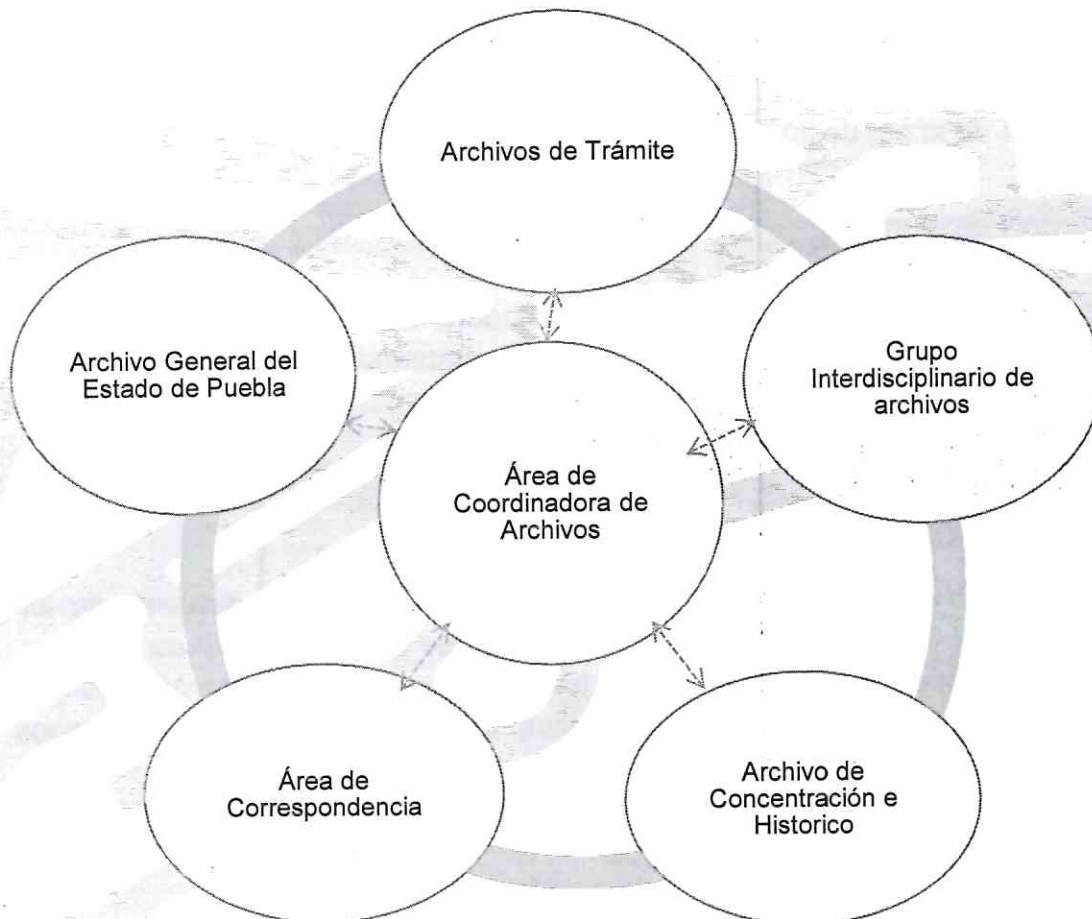 Archivos de Trámite
Archivo General del
Estado de Puebla
Grupo
Interdisciplinario de
archivos
Área de
Coordinadora de
Archivos
Área de
Correspondencia
Archivo de
Concentración e
Historico